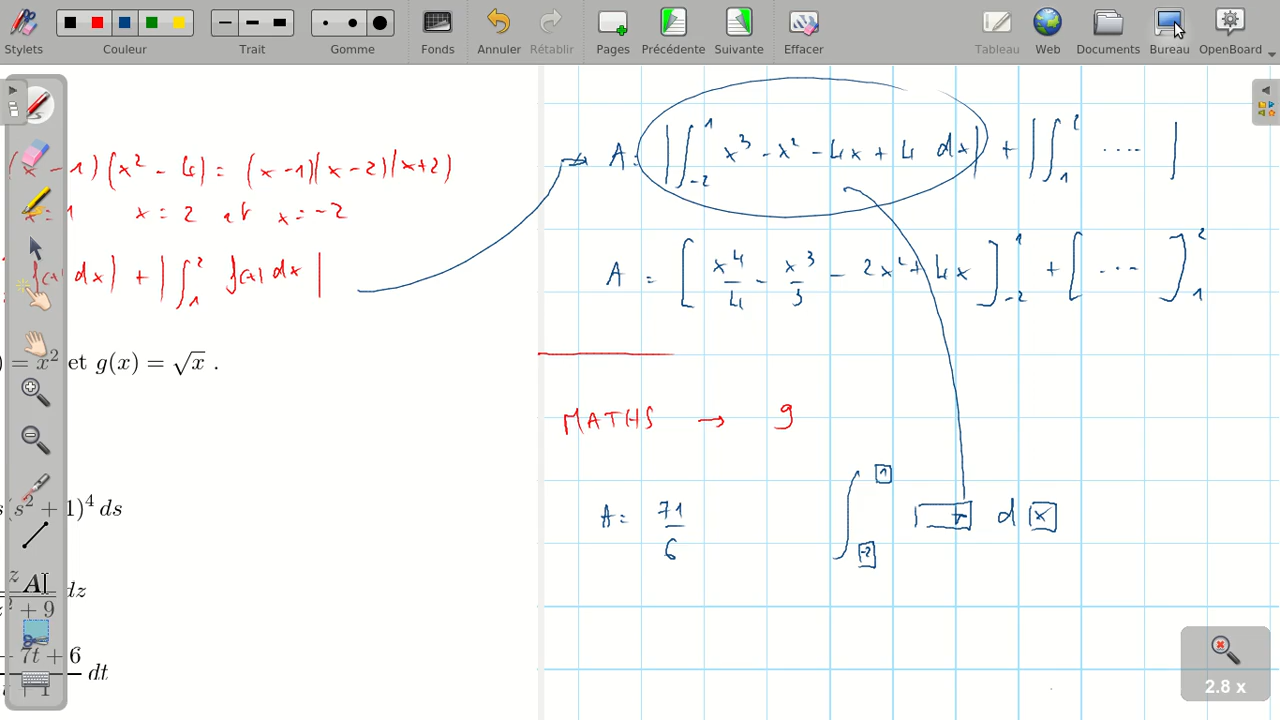 Stylets Couleur Trait Gomme Fonds Annuler Rétablir Pages Précédente Suivante Effacer Tableau Web Documents Bureau OpenBoard
(x - 1)(x² - 4) = (x - 1)(x - 2)(x + 2)
x = 1 x = 2 et x = -2
f(x) dx| + |∫₁² f(x) dx|
) = x² et g(x) = √x .
s(s² + 1)⁴ ds
z
A
z² + 9 dz
- 7t + 6
dt
A = |∫₋₂¹ x³ - x² - 4x + 4 dx| + |∫₁² .... |
A = [x⁴/4 - x³/3 - 2x² + 4x]₋₂¹ + [...]₁²
MATHS → 9
A = 71/6 ∫₋₂¹ d x
2.8 x